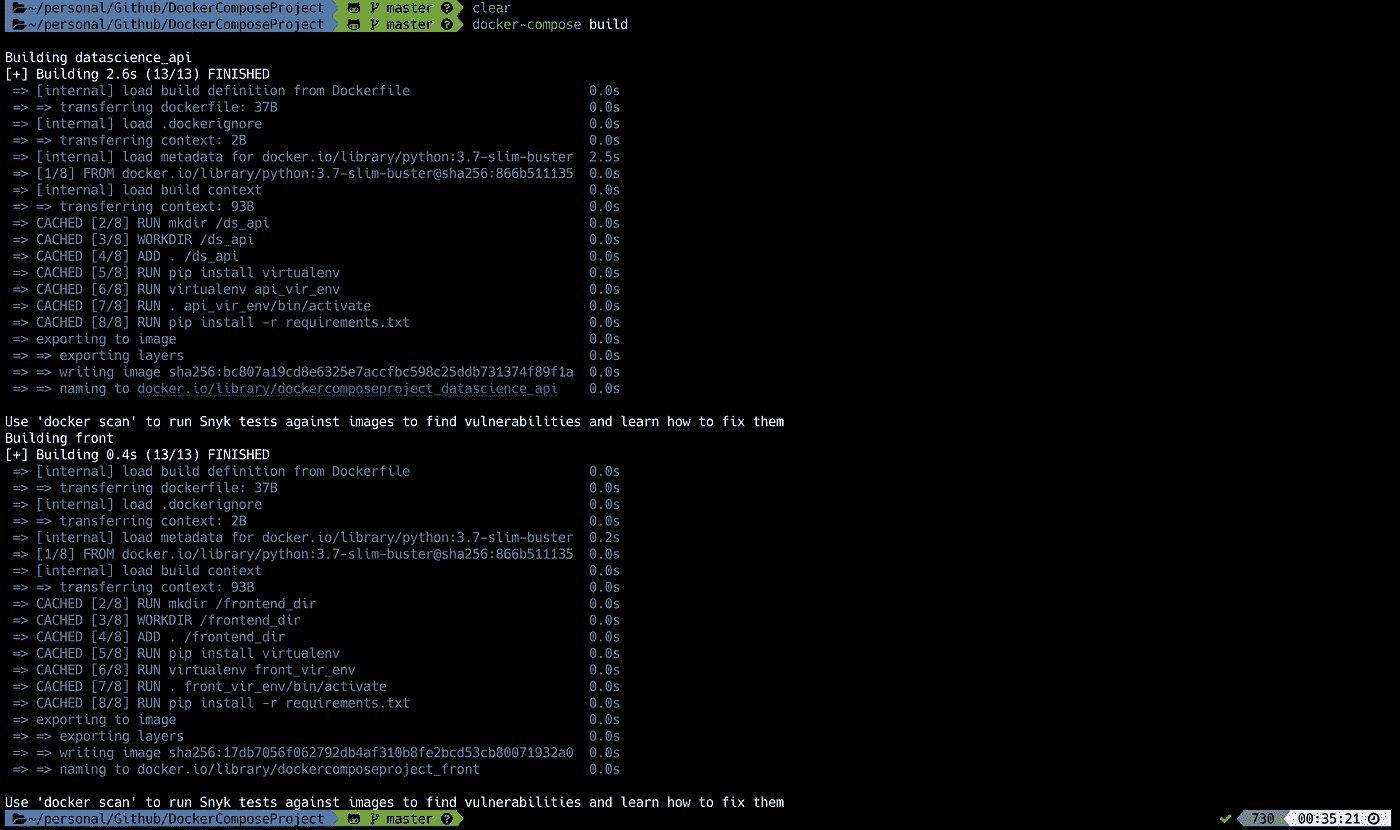 ~/personal/Github/DockerComposeProject master ? clear
~/personal/Github/DockerComposeProject master ? docker-compose build
Building datascience_api
[+] Building 2.6s (13/13) FINISHED
=> [internal] load build definition from Dockerfile 0.0s
=> => transferring dockerfile: 37B 0.0s
=> [internal] load .dockerignore 0.0s
=> => transferring context: 2B 0.0s
=> [internal] load metadata for docker.io/library/python:3.7-slim-buster 2.5s
=> [1/8] FROM docker.io/library/python:3.7-slim-buster@sha256:866b511135 0.0s
=> [internal] load build context 0.0s
=> => transferring context: 93B 0.0s
=> CACHED [2/8] RUN mkdir /ds_api 0.0s
=> CACHED [3/8] WORKDIR /ds_api 0.0s
=> CACHED [4/8] ADD . /ds_api 0.0s
=> CACHED [5/8] RUN pip install virtualenv 0.0s
=> CACHED [6/8] RUN virtualenv api_vir_env 0.0s
=> CACHED [7/8] RUN . api_vir_env/bin/activate 0.0s
=> CACHED [8/8] RUN pip install -r requirements.txt 0.0s
=> exporting to image 0.0s
=> => exporting layers 0.0s
=> => writing image sha256:bc807a19cd8e6325e7accfbc598c25ddb731374f89f1a 0.0s
=> => naming to docker.io/library/dockercomposeproject_datascience_api 0.0s
Use 'docker scan' to run Snyk tests against images to find vulnerabilities and learn how to fix them
Building front
[+] Building 0.4s (13/13) FINISHED
=> [internal] load build definition from Dockerfile 0.0s
=> => transferring dockerfile: 37B 0.0s
=> [internal] load .dockerignore 0.0s
=> => transferring context: 2B 0.0s
=> [internal] load metadata for docker.io/library/python:3.7-slim-buster 0.2s
=> [1/8] FROM docker.io/library/python:3.7-slim-buster@sha256:866b511135 0.0s
=> [internal] load build context 0.0s
=> => transferring context: 93B 0.0s
=> CACHED [2/8] RUN mkdir /frontend_dir 0.0s
=> CACHED [3/8] WORKDIR /frontend_dir 0.0s
=> CACHED [4/8] ADD . /frontend_dir 0.0s
=> CACHED [5/8] RUN pip install virtualenv 0.0s
=> CACHED [6/8] RUN virtualenv front_vir_env 0.0s
=> CACHED [7/8] RUN . front_vir_env/bin/activate 0.0s
=> CACHED [8/8] RUN pip install -r requirements.txt 0.0s
=> exporting to image 0.0s
=> => exporting layers 0.0s
=> => writing image sha256:17db7056f062792db4af310b8fe2bcd53cb80071932a0 0.0s
=> => naming to docker.io/library/dockercomposeproject_front 0.0s
Use 'docker scan' to run Snyk tests against images to find vulnerabilities and learn how to fix them
~/personal/Github/DockerComposeProject master ? ✓ 730 00:35:21